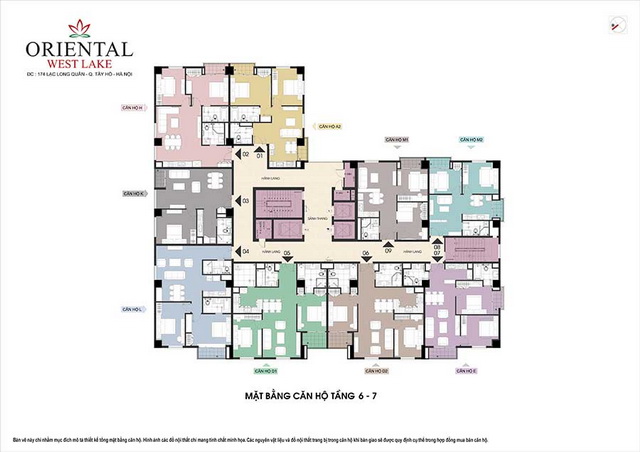 ORIENTAL
WEST LAKE
ĐC : 174 LẠC LONG QUÂN - Q. TÂY HỒ - HÀ NỘI
CĂN HỘ H
CĂN HỘ A2
CĂN HỘ M1
CĂN HỘ M2
02
01
HÀNH LANG
CĂN HỘ K
03
SẢNH THANG
04
HÀNH LANG
05
06
09
HÀNH LANG
08
07
CĂN HỘ L
CĂN HỘ D1
CĂN HỘ E
MẶT BẰNG CĂN HỘ TẦNG 6 - 7
Bản vẽ này chỉ nhằm mục đích mô tả thiết kế tổng mặt bằng căn hộ. Hình ảnh các đồ nội thất chỉ mang tính chất minh họa. Các nguyên vật liệu và đồ nội thất trang bị trong căn hộ khi bàn giao sẽ được quy định cụ thể trong hợp đồng mua bán căn hộ.